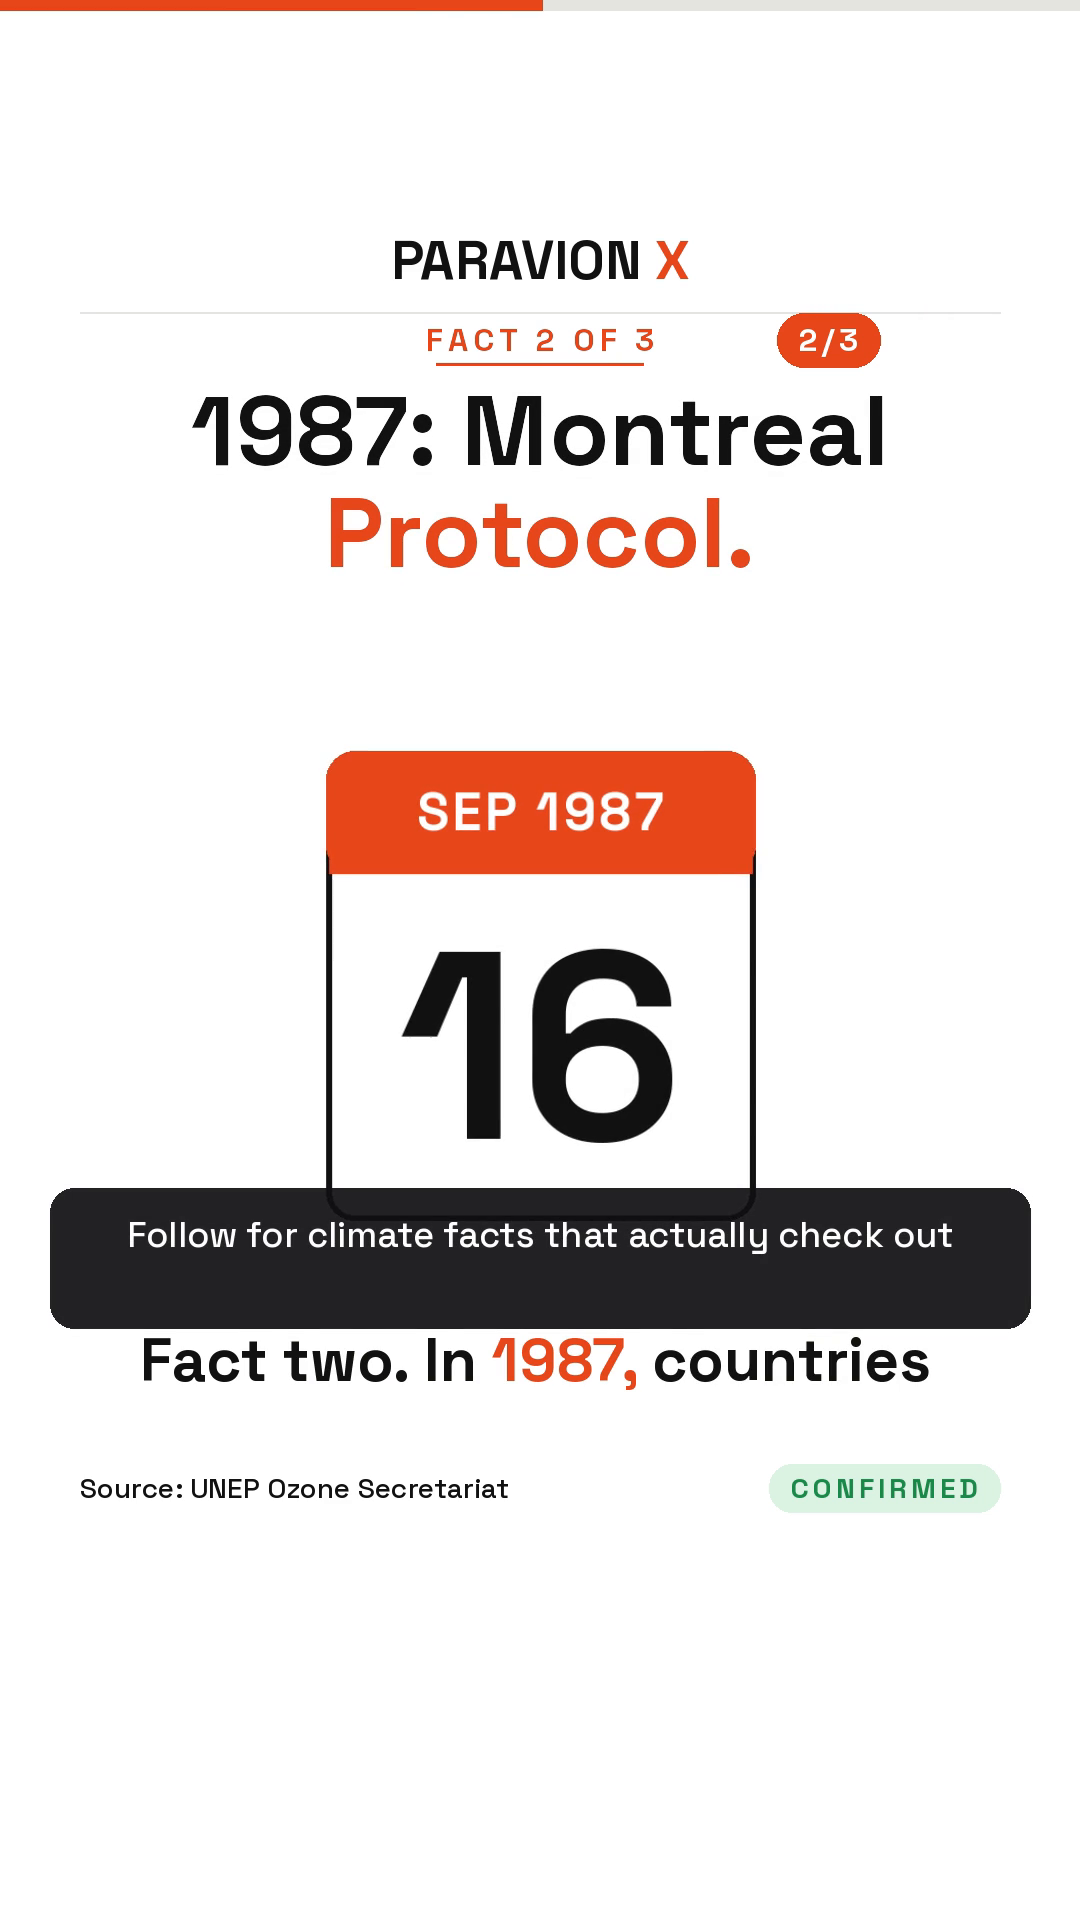 PARAVION X
FACT 2 OF 3
2/3
1987: Montreal
Protocol.
SEP 1987
16
Follow for climate facts that actually check out
Fact two. In 1987, countries
Source: UNEP Ozone Secretariat
CONFIRMED